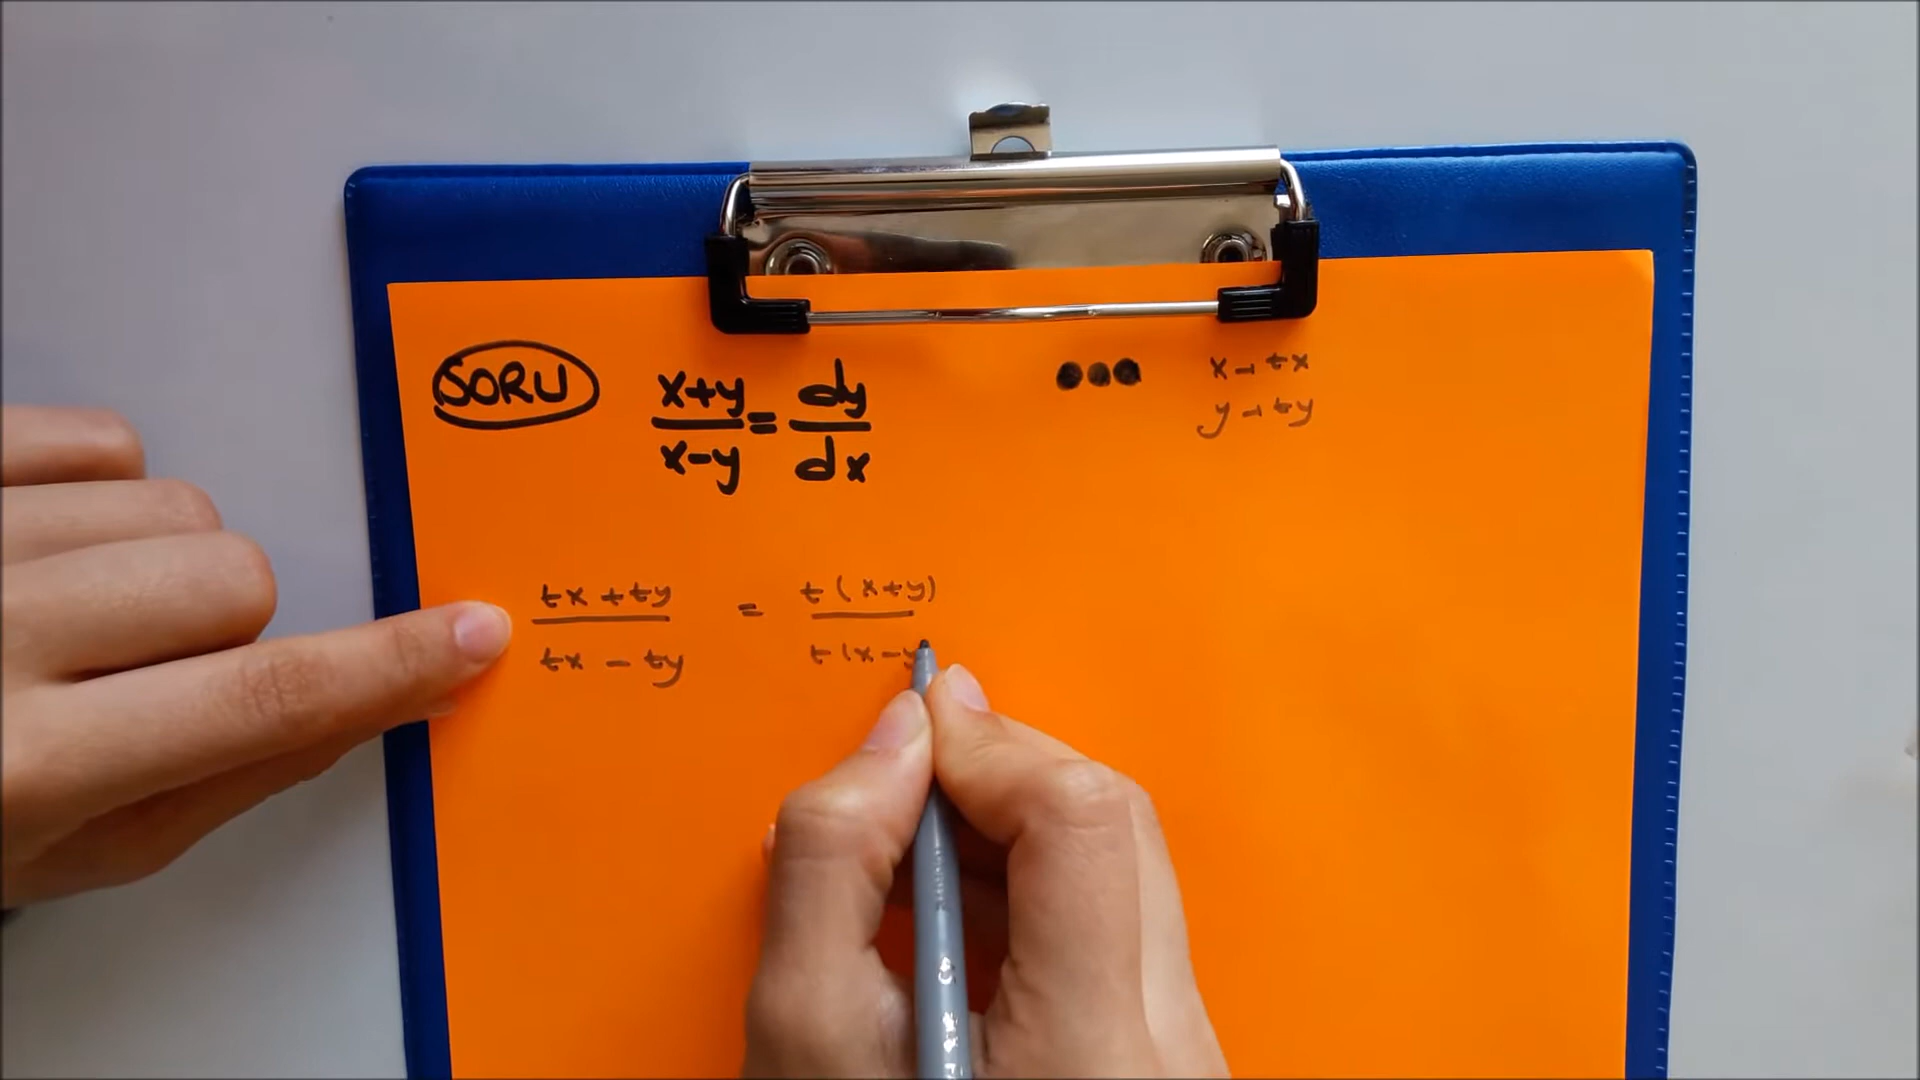 SORU
x+y/x-y = dy/dx
x → tx
y → ty
tx + ty / tx - ty = t(x+y) / t(x-y